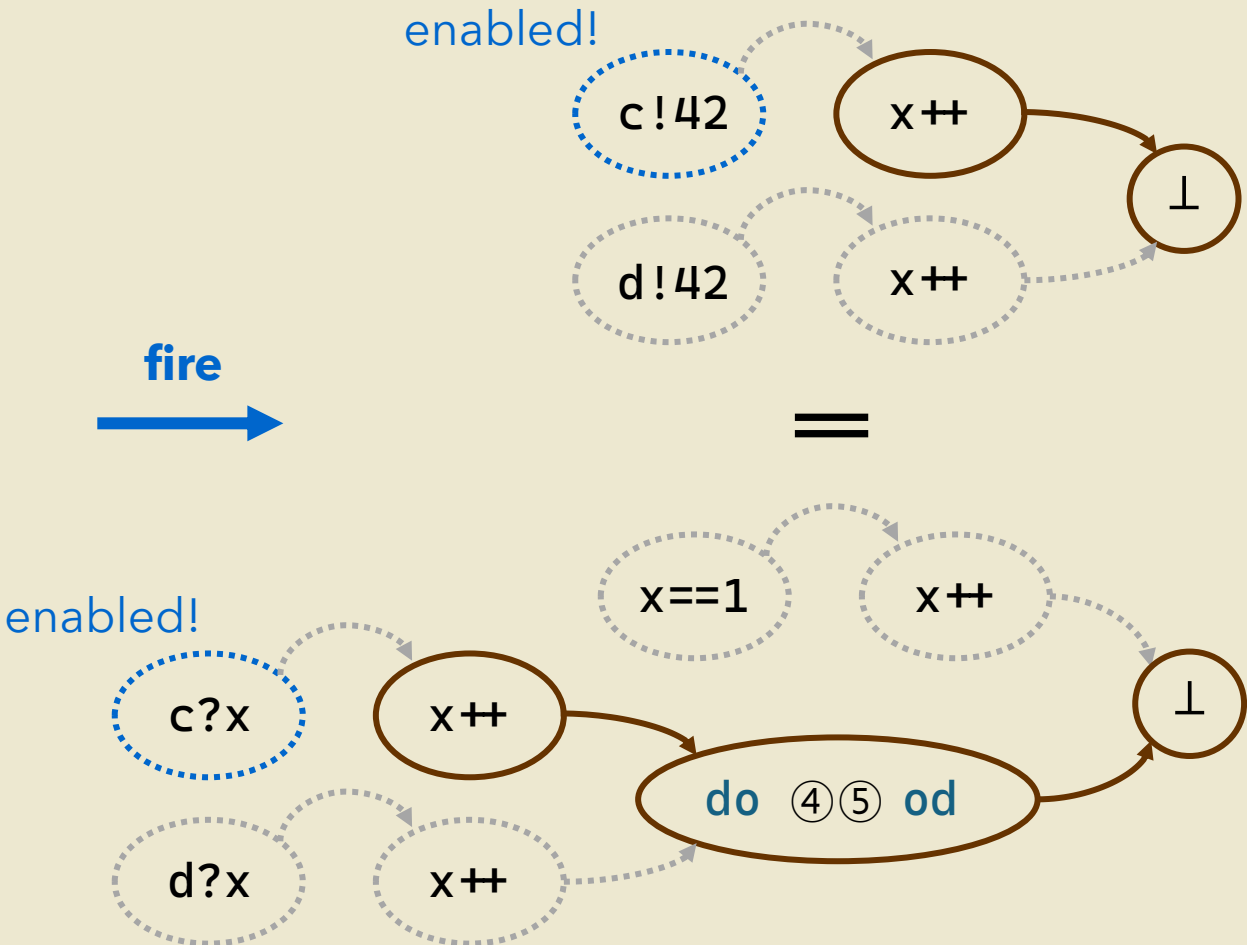 enabled!
c!42 x++
⊥
d!42 x++
fire
=
x==1 x++
enabled!
c?x x++
⊥
do ④⑤ od
d?x x++